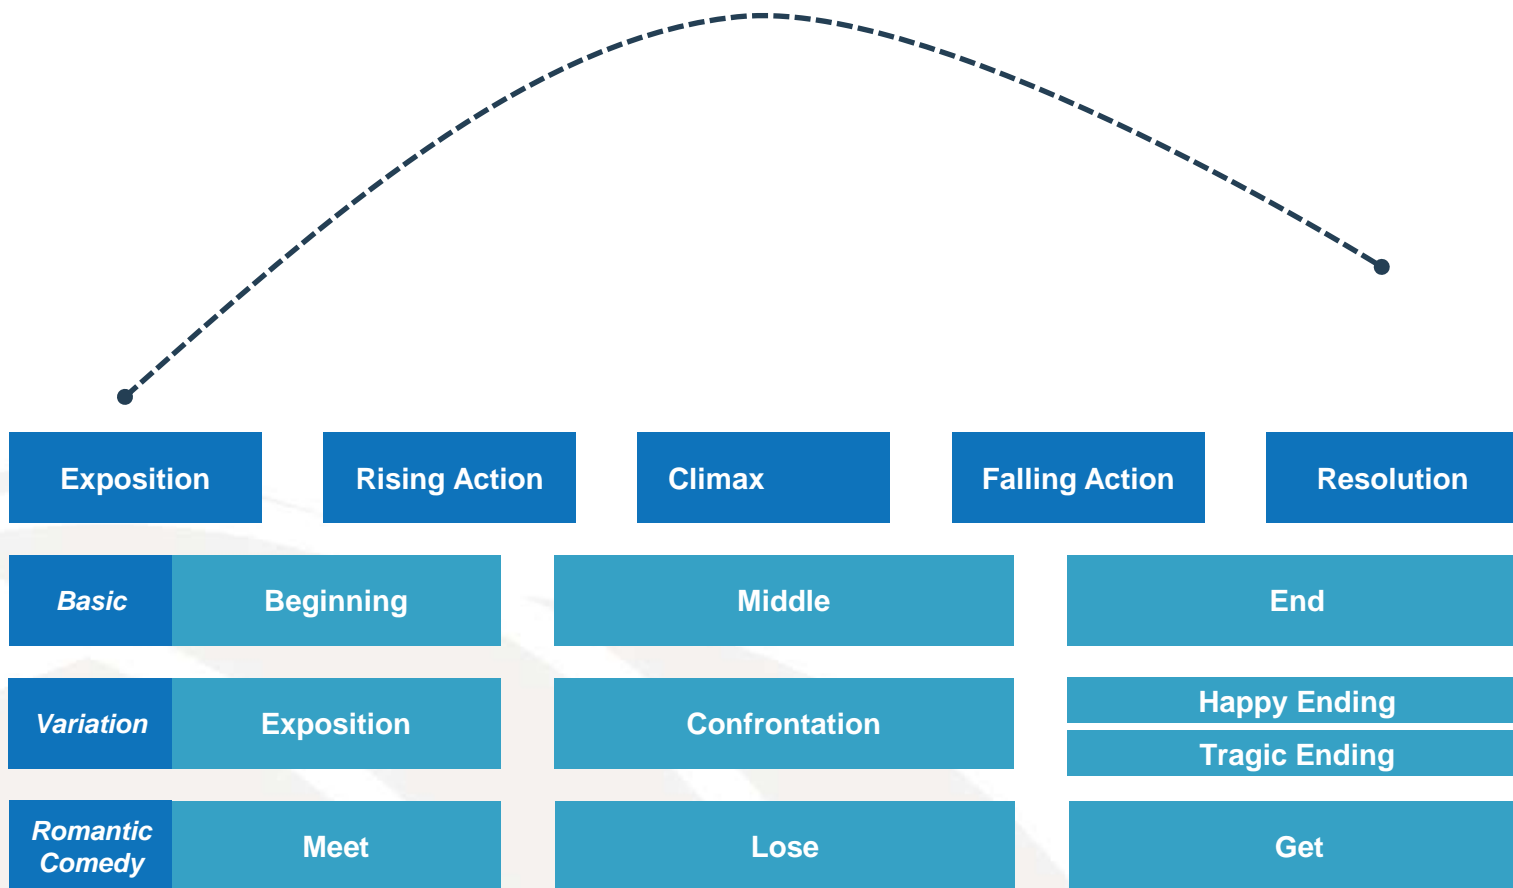 Exposition
Rising Action
Climax
Falling Action
Resolution
Basic
Beginning
Middle
End
Variation
Exposition
Confrontation
Happy Ending
Tragic Ending
Romantic
Comedy
Meet
Lose
Get